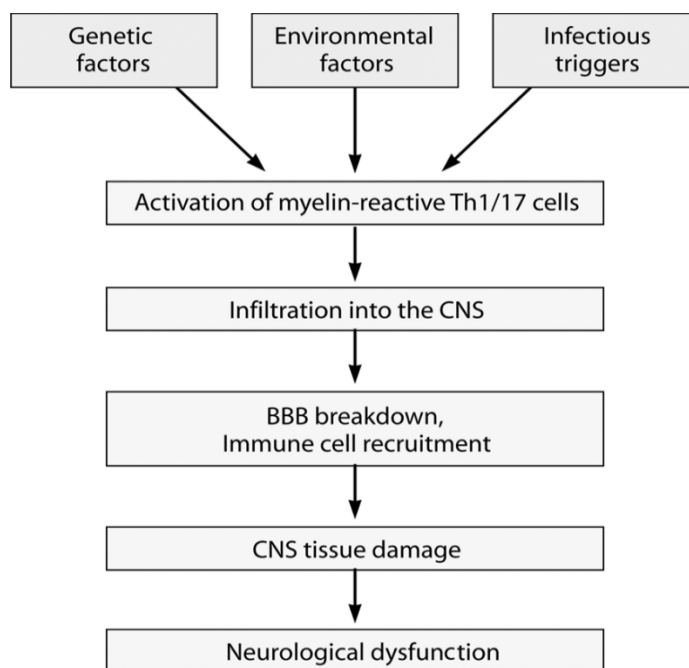 Genetic
factors
Environmental
factors
Infectious
triggers
Activation of myelin-reactive Th1/17 cells
Infiltration into the CNS
BBB breakdown,
Immune cell recruitment
CNS tissue damage
Neurological dysfunction